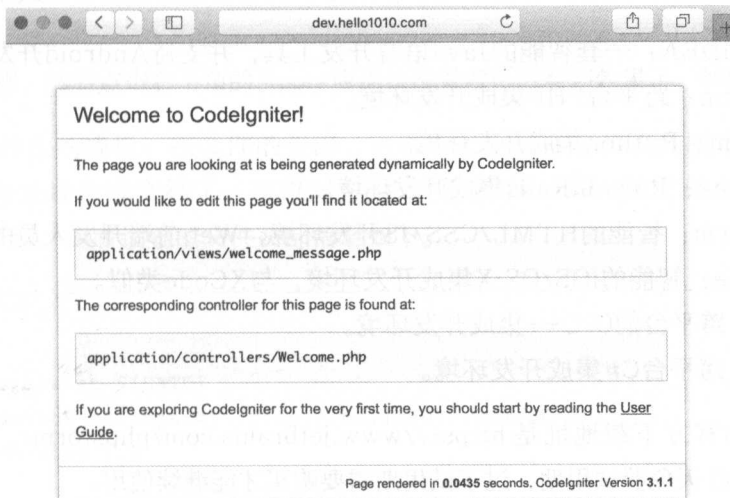 dev.hello1010.com
Welcome to CodeIgniter!
The page you are looking at is being generated dynamically by CodeIgniter.
If you would like to edit this page you'll find it located at:
application/views/welcome_message.php
The corresponding controller for this page is found at:
application/controllers/Welcome.php
If you are exploring CodeIgniter for the very first time, you should start by reading the User
Guide.
Page rendered in 0.0435 seconds. CodeIgniter Version 3.1.1